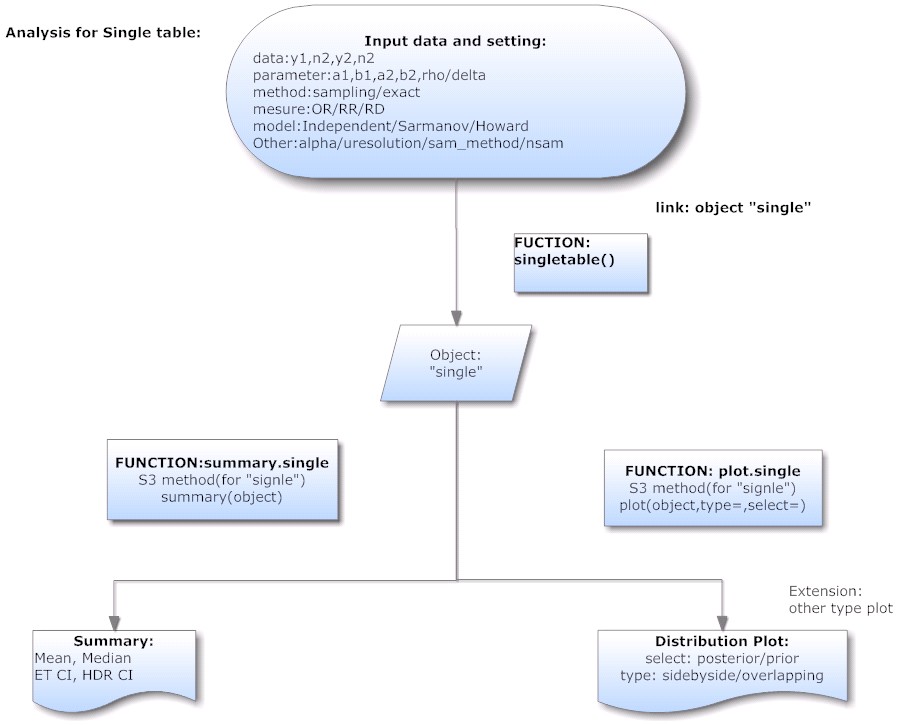 Analysis for Single table:
Input data and setting:
data:y1,n2,y2,n2
parameter:a1,b1,a2,b2,rho/delta
method:sampling/exact
mesure:OR/RR/RD
model:Independent/Sarmanov/Howard
Other:alpha/uresolution/sam_method/nsam
link: object "single"
FUCTION:
singletable()
Object:
"single"
FUNCTION:summary.single
S3 method(for "signle")
summary(object)
FUNCTION: plot.single
S3 method(for "signle")
plot(object,type=,select=)
Extension:
other type plot
Summary:
Mean, Median
ET CI, HDR CI
Distribution Plot:
select: posterior/prior
type: sidebyside/overlapping